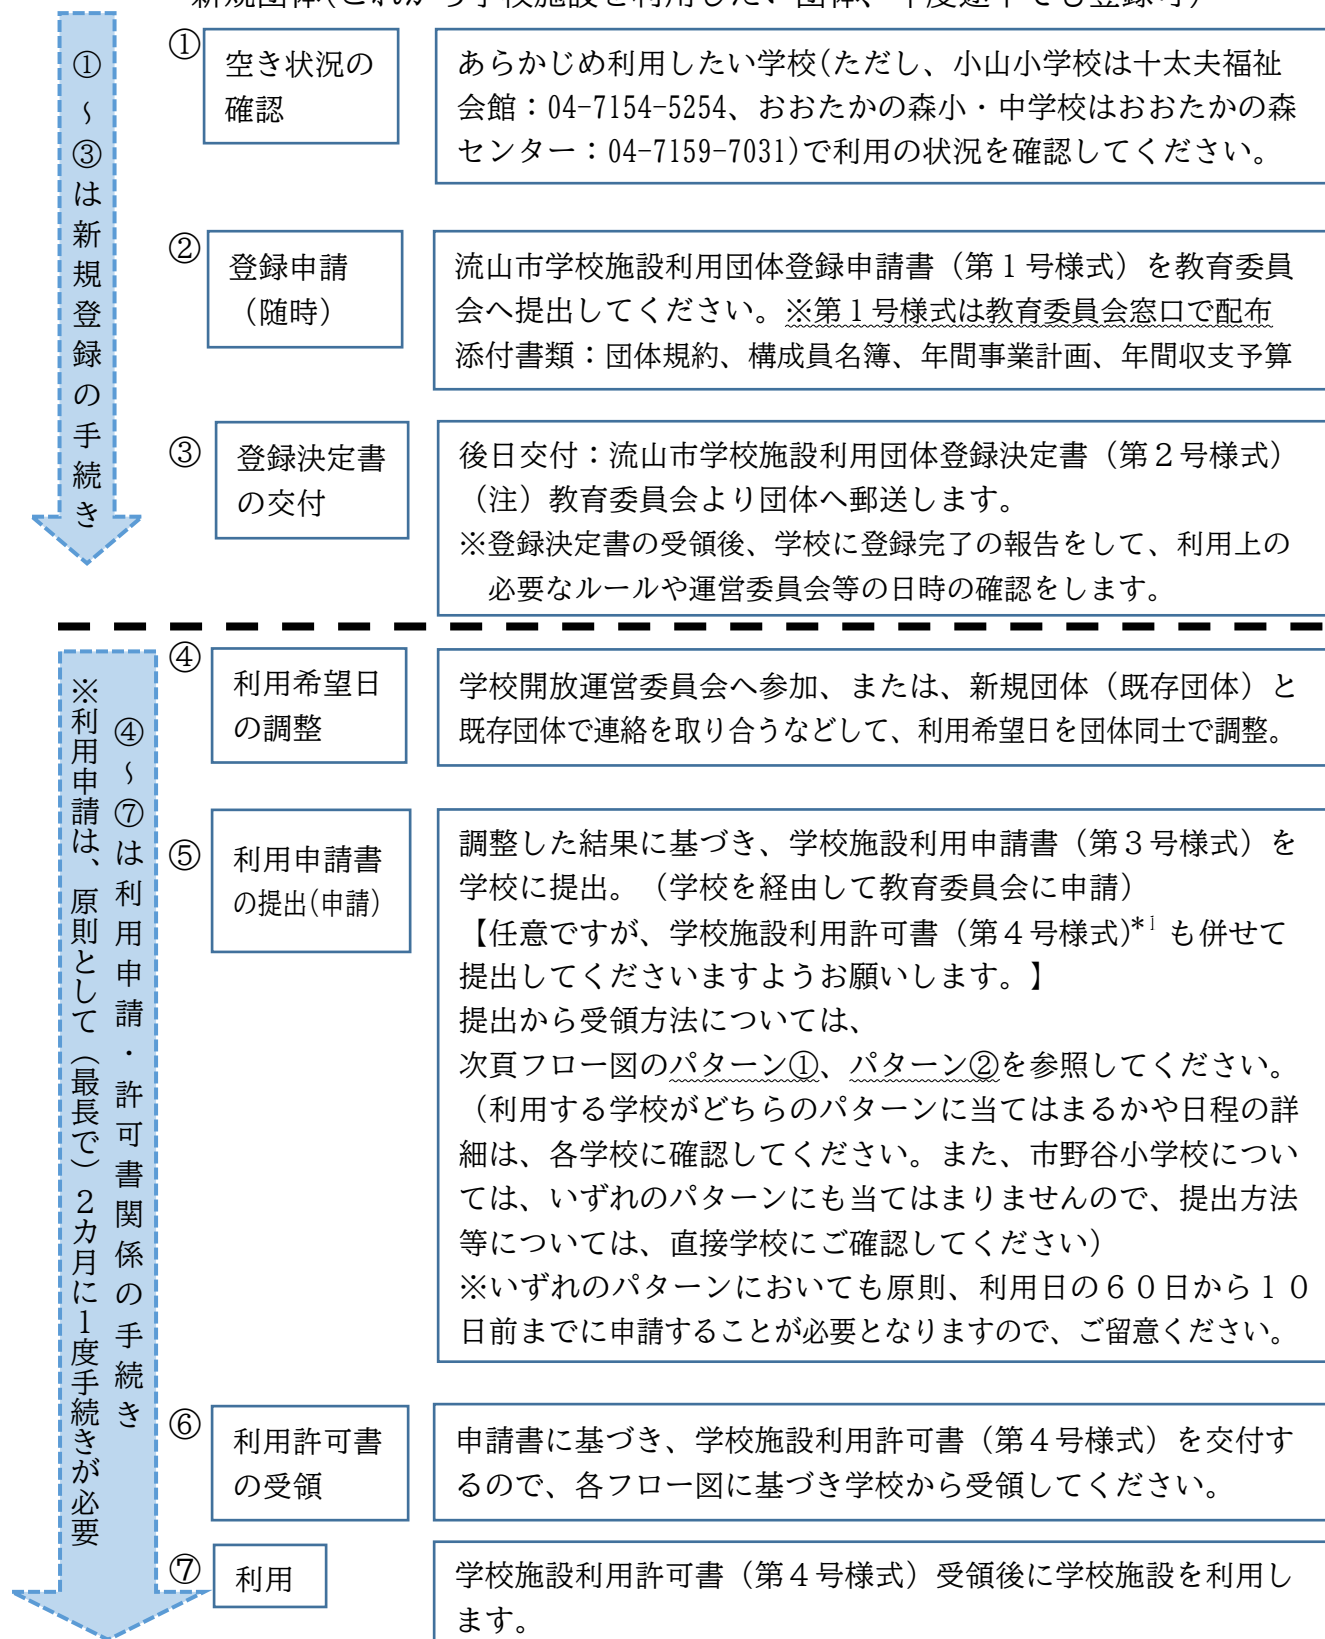 新規団体(これから学校施設を利用したい団体、年度途中でも登録可)
①～③は新規登録の手続き
①
空き状況の
確認
あらかじめ利用したい学校(ただし、小山小学校は十太夫福祉
会館：04-7154-5254、おおたかの森小・中学校はおおたかの森
センター：04-7159-7031)で利用の状況を確認してください。
②
登録申請
（随時）
流山市学校施設利用団体登録申請書（第１号様式）を教育委員
会へ提出してください。※第１号様式は教育委員会窓口で配布
添付書類：団体規約、構成員名簿、年間事業計画、年間収支予算
③
登録決定書
の交付
後日交付：流山市学校施設利用団体登録決定書（第２号様式）
（注）教育委員会より団体へ郵送します。
※登録決定書の受領後、学校に登録完了の報告をして、利用上の
必要なルールや運営委員会等の日時の確認をします。
④～⑦は利用申請・許可書関係の手続き
※利用申請は、原則として（最長で）２カ月に１度手続きが必要
④
利用希望日
の調整
学校開放運営委員会へ参加、または、新規団体（既存団体）と
既存団体で連絡を取り合うなどして、利用希望日を団体同士で調整。
⑤
利用申請書
の提出(申請)
調整した結果に基づき、学校施設利用申請書（第３号様式）を
学校に提出。（学校を経由して教育委員会に申請）
【任意ですが、学校施設利用許可書（第４号様式)*1 も併せて
提出してくださいますようお願いします。】
提出から受領方法については、
次頁フロー図のパターン①、パターン②を参照してください。
（利用する学校がどちらのパターンに当てはまるかや日程の詳
細は、各学校に確認してください。また、市野谷小学校につい
ては、いずれのパターンにも当てはまりませんので、提出方法
等については、直接学校にご確認してください）
※いずれのパターンにおいても原則、利用日の６０日から１０
日前までに申請することが必要となりますので、ご留意ください。
⑥
利用許可書
の受領
申請書に基づき、学校施設利用許可書（第４号様式）を交付す
るので、各フロー図に基づき学校から受領してください。
⑦
利用
学校施設利用許可書（第４号様式）受領後に学校施設を利用し
ます。